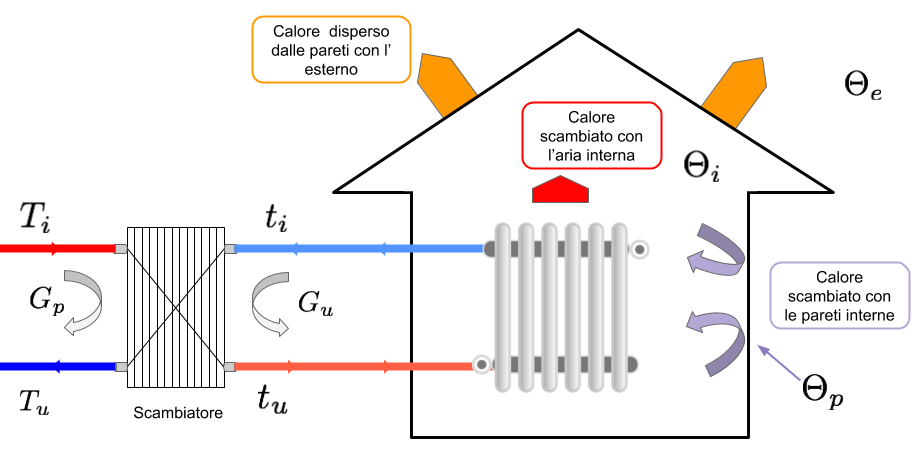 Calore disperso
dalle pareti con l’
esterno
Θe
Calore
scambiato con
l’aria interna
Θi
Ti
ti
Gp
Gu
Calore
scambiato con
le pareti interne
Tu
tu
Θp
Scambiatore